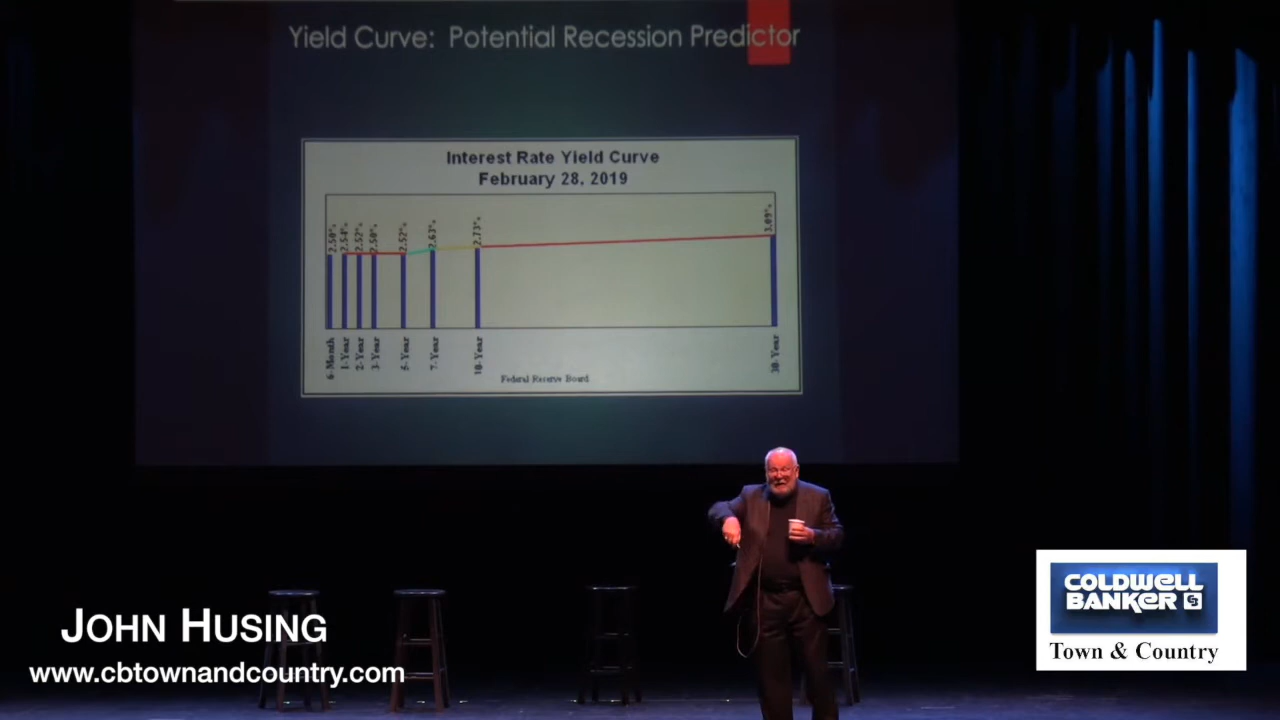 Yield Curve: Potential Recession Predictor
Interest Rate Yield Curve
February 28, 2019
2.50%
2.54%
2.52%
2.50%
2.52%
2.63%
2.73%
3.09%
6-Month
1-Year
2-Year
3-Year
5-Year
7-Year
10-Year
30-Year
Federal Reserve Board
JOHN HUSING
www.cbtownandcountry.com
COLDWELL
BANKER CB
Town & Country